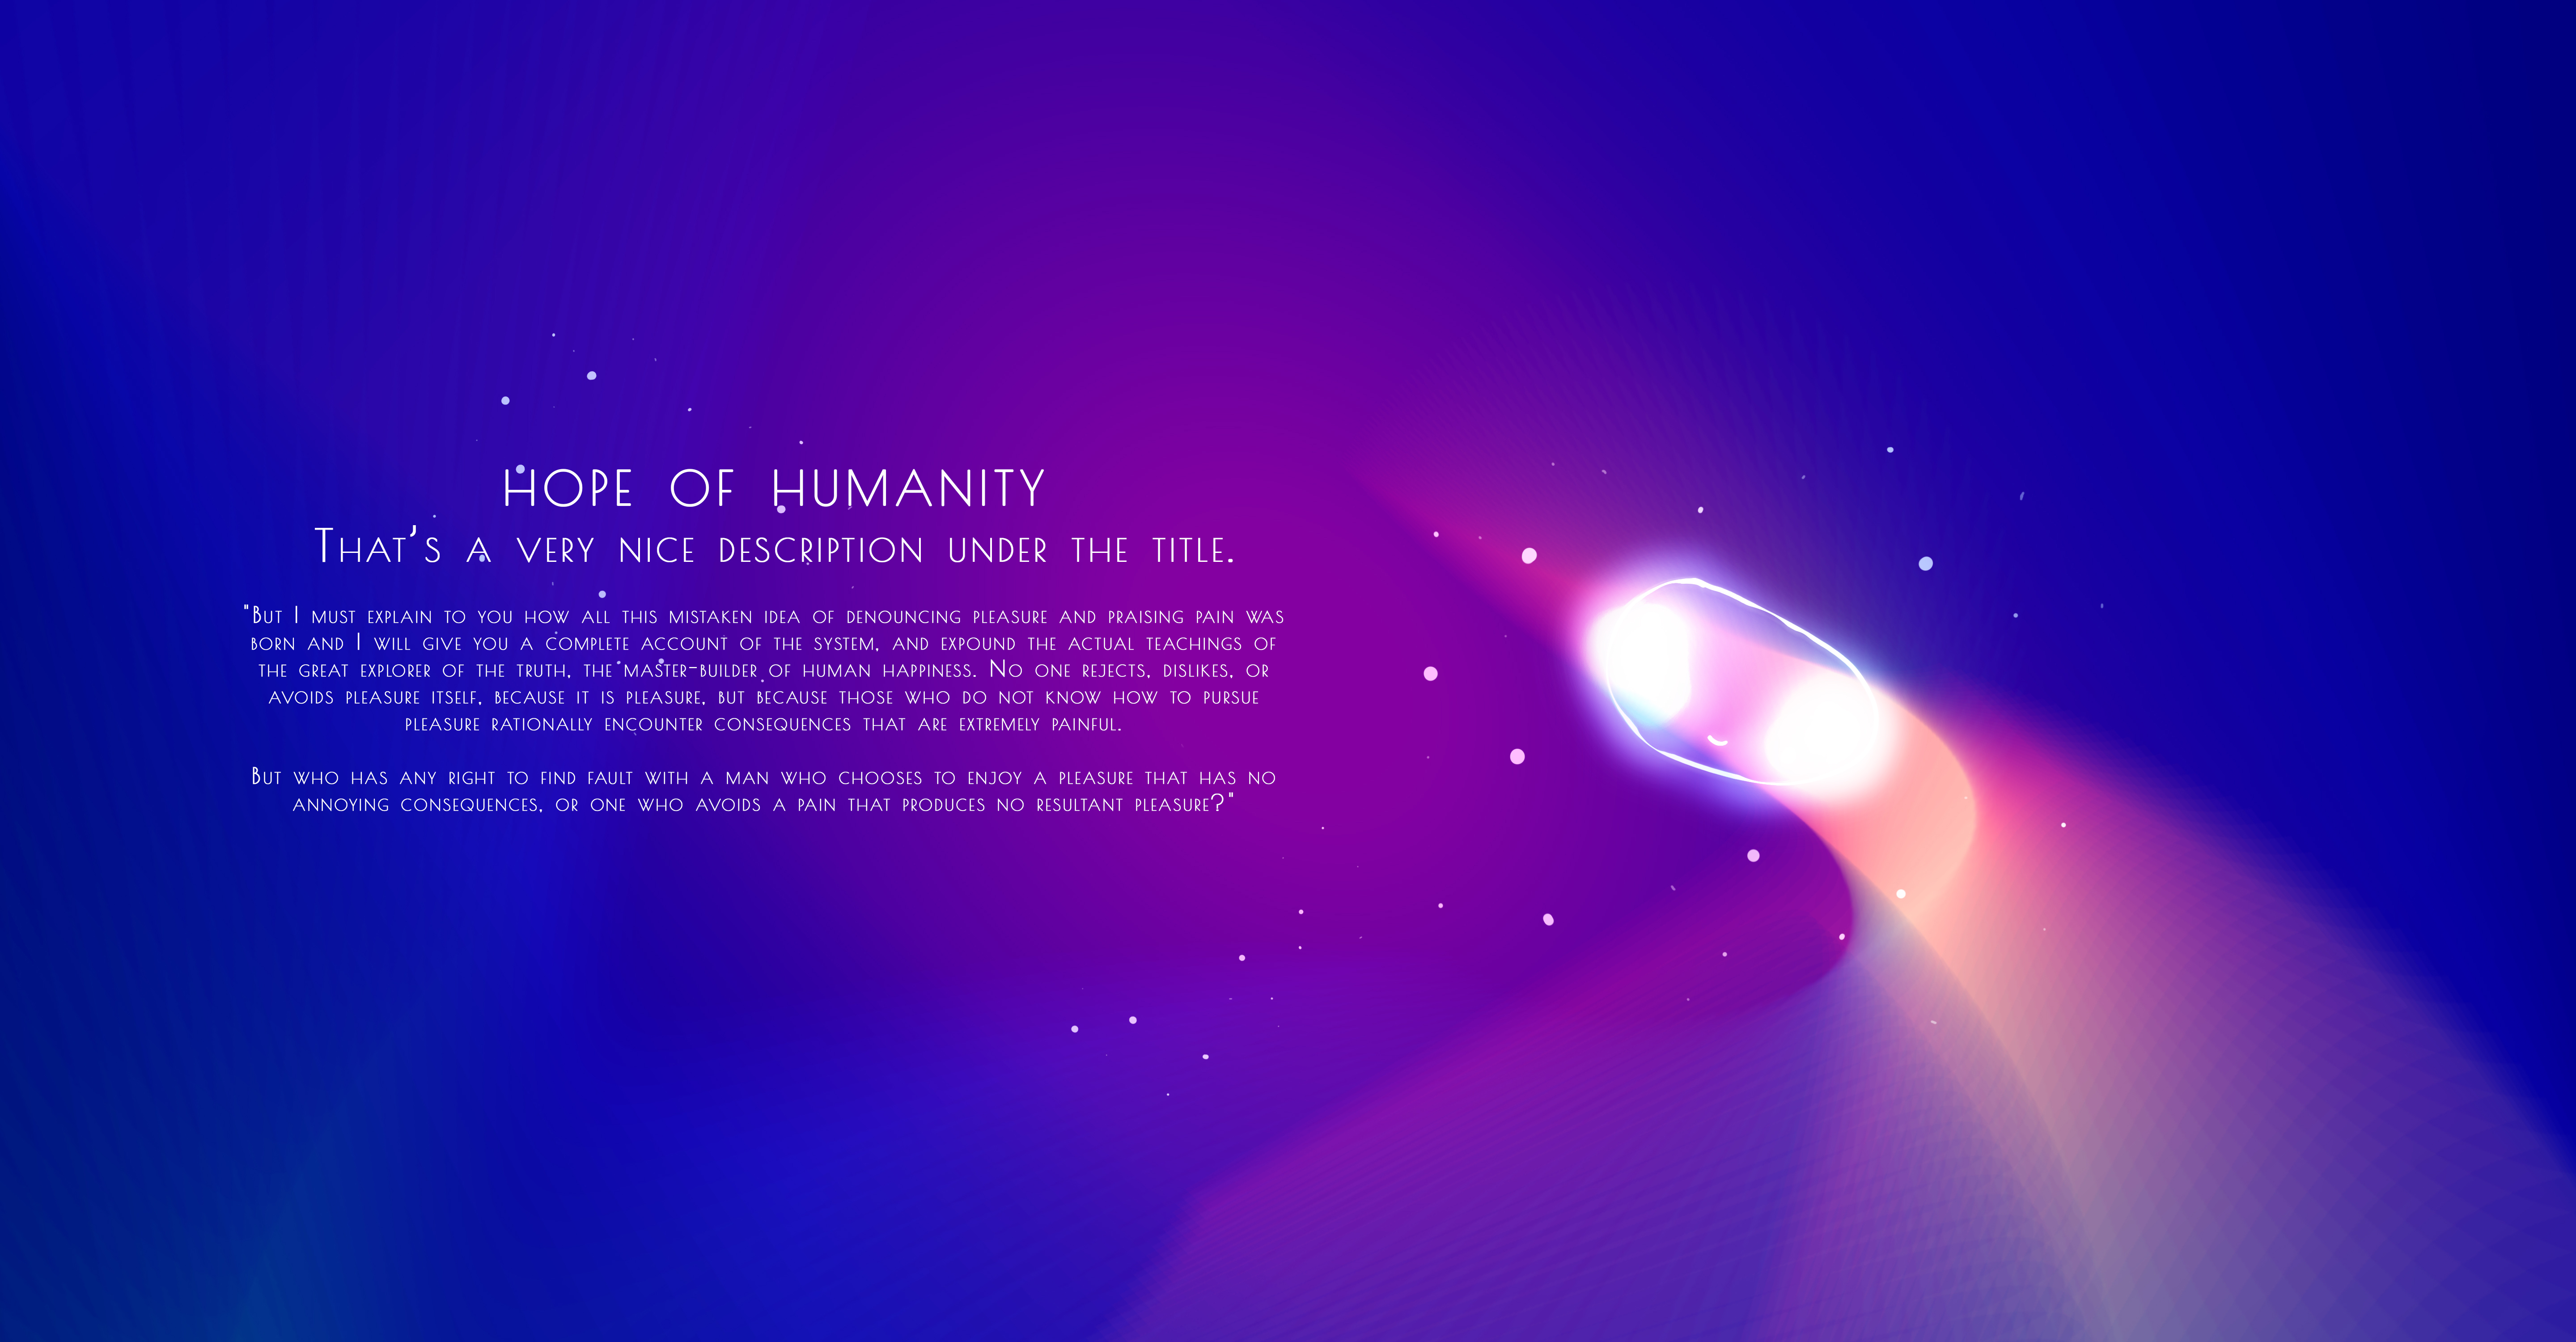 Hope of Humanity
That's a very nice description under the title.
"But I must explain to you how all this mistaken idea of denouncing pleasure and praising pain was
born and I will give you a complete account of the system, and expound the actual teachings of
the great explorer of the truth, the master-builder of human happiness. No one rejects, dislikes, or
avoids pleasure itself, because it is pleasure, but because those who do not know how to pursue
pleasure rationally encounter consequences that are extremely painful.
But who has any right to find fault with a man who chooses to enjoy a pleasure that has no
annoying consequences, or one who avoids a pain that produces no resultant pleasure?"